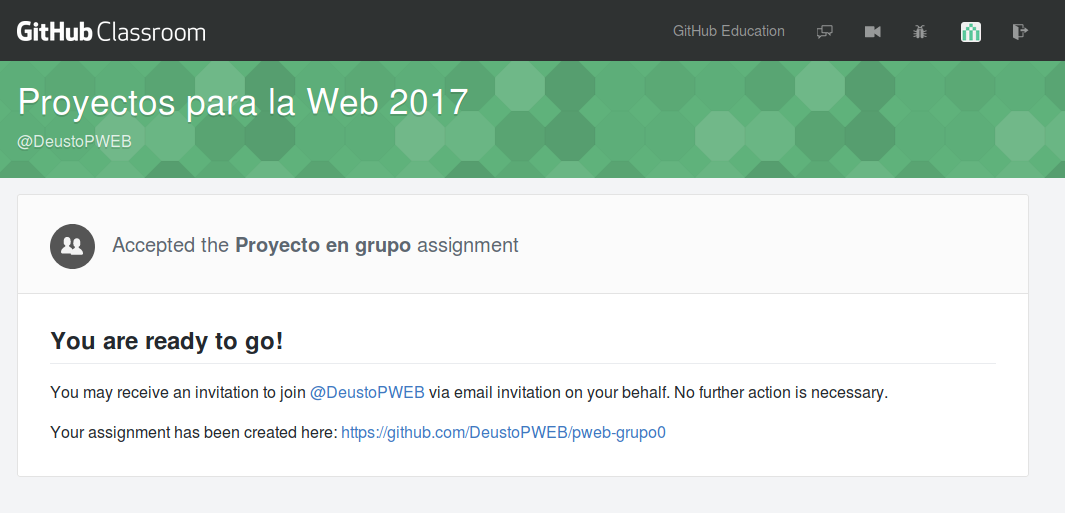 GitHub Classroom
GitHub Education
Proyectos para la Web 2017
@DeustoPWEB
Accepted the Proyecto en grupo assignment
You are ready to go!
You may receive an invitation to join @DeustoPWEB via email invitation on your behalf. No further action is necessary.
Your assignment has been created here: https://github.com/DeustoPWEB/pweb-grupo0